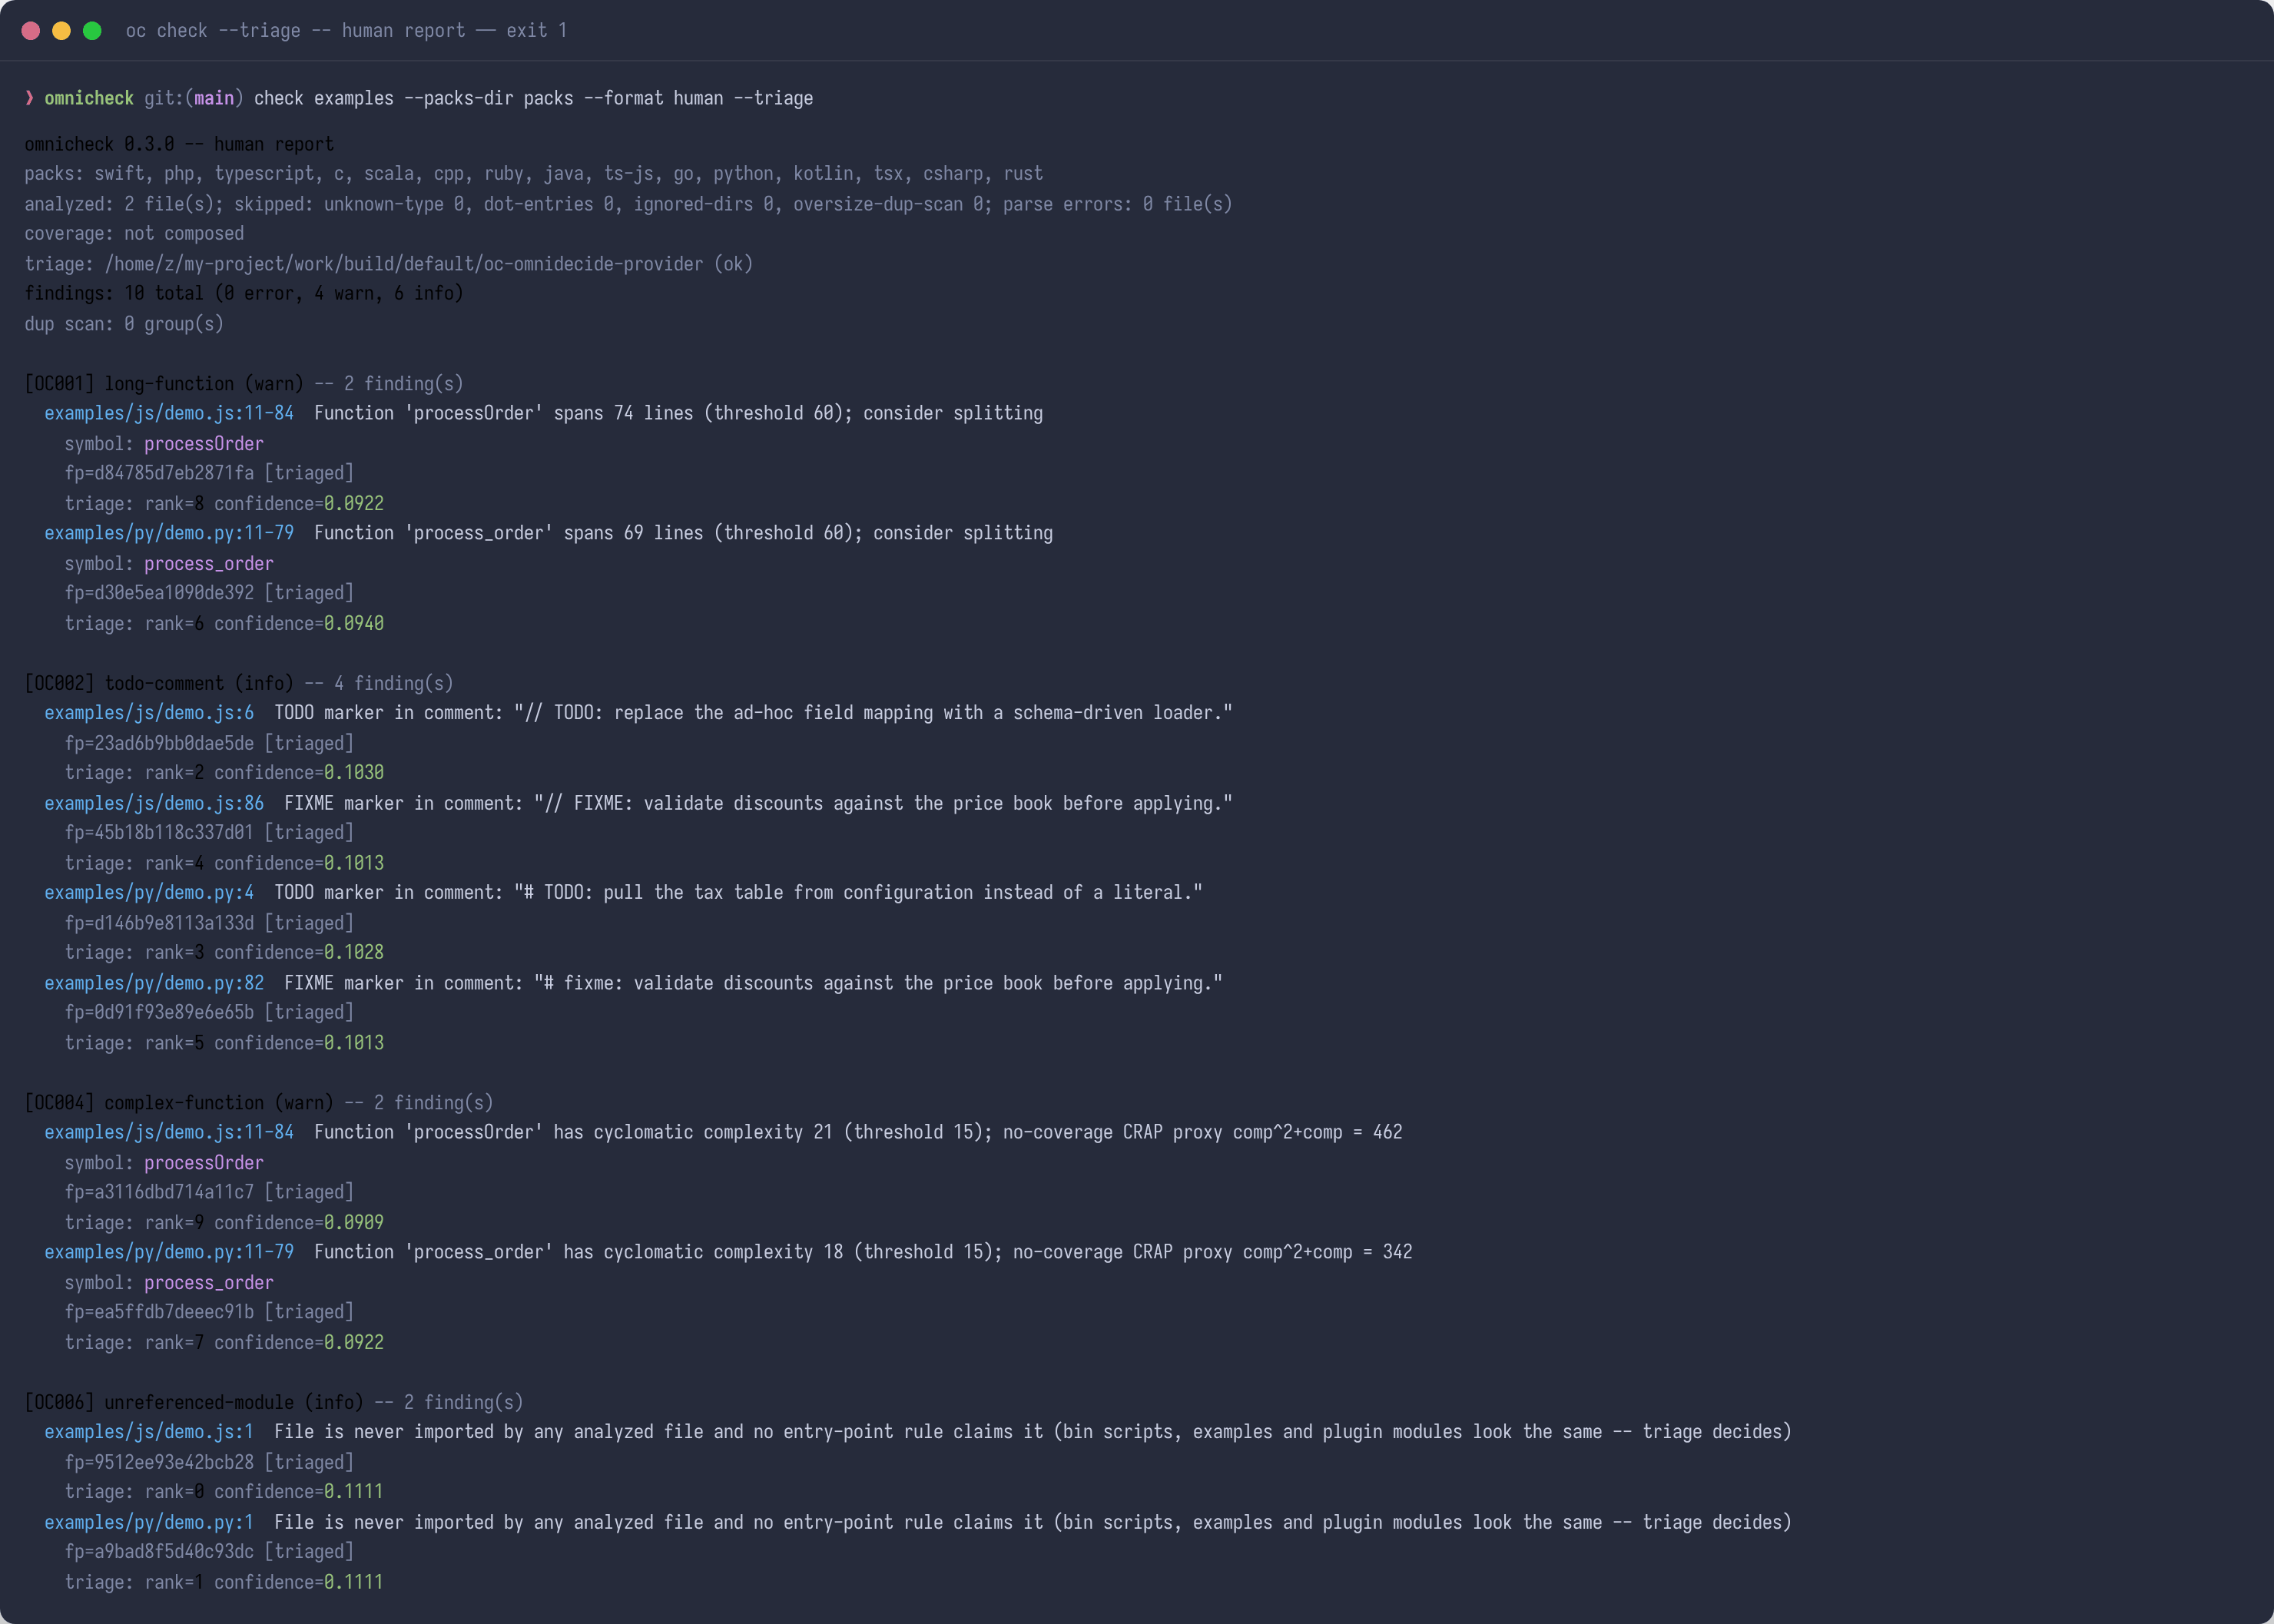 oc check --triage -- human report — exit 1
❯ omnicheck git:(main) check examples --packs-dir packs --format human --triage
omnicheck 0.3.0 -- human report
packs: swift, php, typescript, c, scala, cpp, ruby, java, ts-js, go, python, kotlin, tsx, csharp, rust
analyzed: 2 file(s); skipped: unknown-type 0, dot-entries 0, ignored-dirs 0, oversize-dup-scan 0; parse errors: 0 file(s)
coverage: not composed
triage: /home/z/my-project/work/build/default/oc-omnidecide-provider (ok)
findings: 10 total (0 error, 4 warn, 6 info)
dup scan: 0 group(s)
[OC001] long-function (warn) -- 2 finding(s)
examples/js/demo.js:11-84  Function 'processOrder' spans 74 lines (threshold 60); consider splitting
symbol: processOrder
fp=d84785d7eb2871fa [triaged]
triage: rank=8 confidence=0.0922
examples/py/demo.py:11-79  Function 'process_order' spans 69 lines (threshold 60); consider splitting
symbol: process_order
fp=d30e5ea1090de392 [triaged]
triage: rank=6 confidence=0.0940
[OC002] todo-comment (info) -- 4 finding(s)
examples/js/demo.js:6  TODO marker in comment: "// TODO: replace the ad-hoc field mapping with a schema-driven loader."
fp=23ad6b9bb0dae5de [triaged]
triage: rank=2 confidence=0.1030
examples/js/demo.js:86  FIXME marker in comment: "// FIXME: validate discounts against the price book before applying."
fp=45b18b118c337d01 [triaged]
triage: rank=4 confidence=0.1013
examples/py/demo.py:4  TODO marker in comment: "# TODO: pull the tax table from configuration instead of a literal."
fp=d146b9e8113a133d [triaged]
triage: rank=3 confidence=0.1028
examples/py/demo.py:82  FIXME marker in comment: "# fixme: validate discounts against the price book before applying."
fp=0d91f93e89e6e65b [triaged]
triage: rank=5 confidence=0.1013
[OC004] complex-function (warn) -- 2 finding(s)
examples/js/demo.js:11-84  Function 'processOrder' has cyclomatic complexity 21 (threshold 15); no-coverage CRAP proxy comp^2+comp = 462
symbol: processOrder
fp=a3116dbd714a11c7 [triaged]
triage: rank=9 confidence=0.0909
examples/py/demo.py:11-79  Function 'process_order' has cyclomatic complexity 18 (threshold 15); no-coverage CRAP proxy comp^2+comp = 342
symbol: process_order
fp=ea5ffdb7deeec91b [triaged]
triage: rank=7 confidence=0.0922
[OC006] unreferenced-module (info) -- 2 finding(s)
examples/js/demo.js:1  File is never imported by any analyzed file and no entry-point rule claims it (bin scripts, examples and plugin modules look the same -- triage decides)
fp=9512ee93e42bcb28 [triaged]
triage: rank=0 confidence=0.1111
examples/py/demo.py:1  File is never imported by any analyzed file and no entry-point rule claims it (bin scripts, examples and plugin modules look the same -- triage decides)
fp=a9bad8f5d40c93dc [triaged]
triage: rank=1 confidence=0.1111